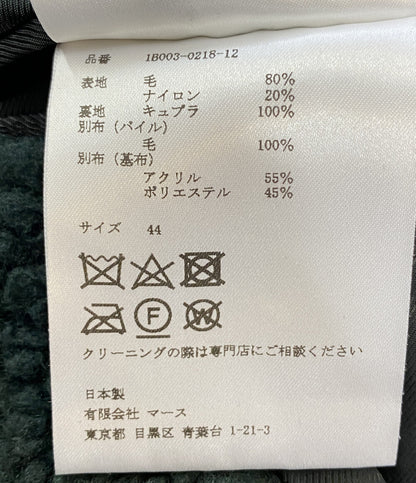 品番 1B003-0218-12
表地 毛 80%
ナイロン 20%
裏地 キュプラ 100%
別布 (パイル)
毛 100%
別布 (基布)
アクリル 55%
ポリエステル 45%
サイズ 44
F W
クリーニングの際は専門店にご相談ください
日本製
有限会社 マース
東京都 目黒区 青葉台 1-21-3